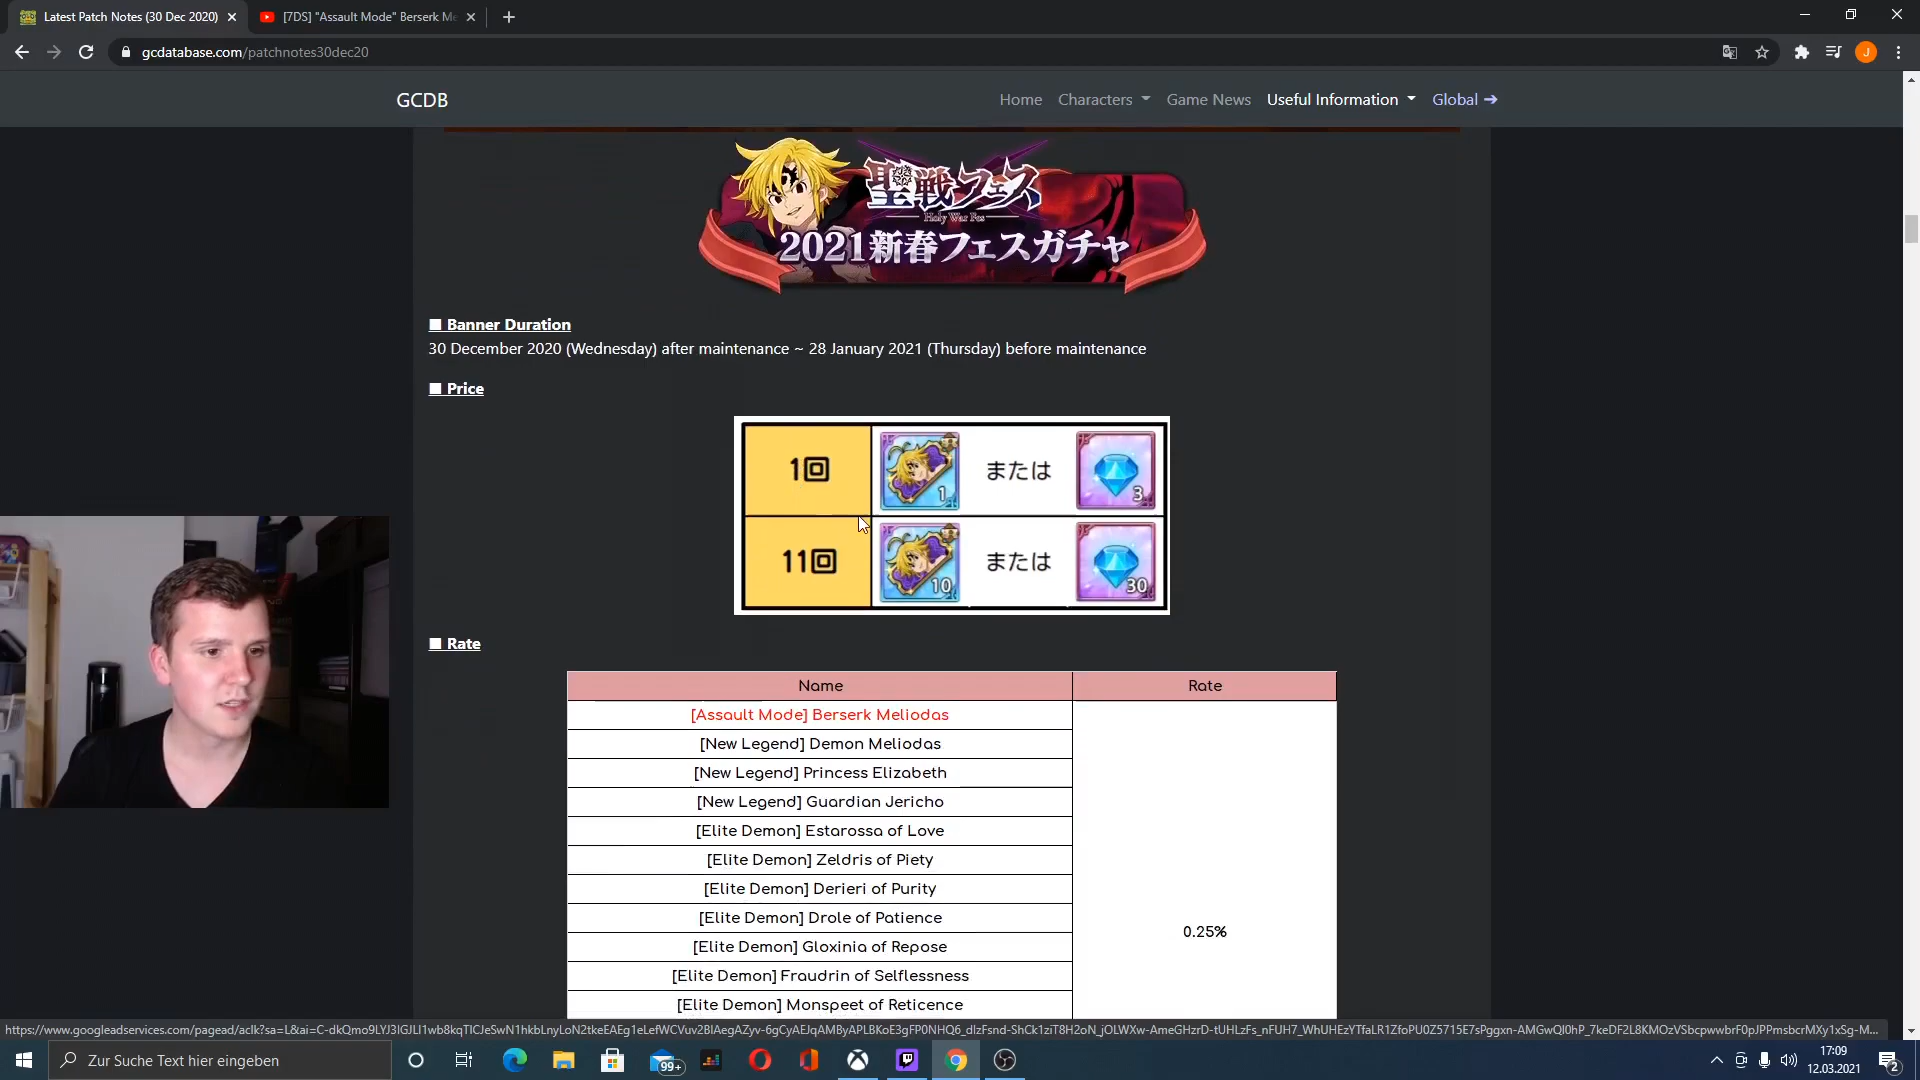 Latest Patch Notes (30 Dec 2020)
[7DS] "Assault Mode" Berserk Me
gcdatabase.com/patchnotes30dec20
J
GCDB
Home
Characters
Game News
Useful Information
Global ➔
聖戦フェス
Holy War Fes
2021新春フェスガチャ
■ Banner Duration
30 December 2020 (Wednesday) after maintenance ~ 28 January 2021 (Thursday) before maintenance
■ Price
1回
1
または
3
11回
10
または
30
■ Rate
Name
Rate
[Assault Mode] Berserk Meliodas
[New Legend] Demon Meliodas
[New Legend] Princess Elizabeth
[New Legend] Guardian Jericho
[Elite Demon] Estarossa of Love
[Elite Demon] Zeldris of Piety
[Elite Demon] Derieri of Purity
[Elite Demon] Drole of Patience
0.25%
[Elite Demon] Gloxinia of Repose
[Elite Demon] Fraudrin of Selflessness
[Elite Demon] Monspeet of Reticence
Zur Suche Text hier eingeben
99+
17:09
12.03.2021
2